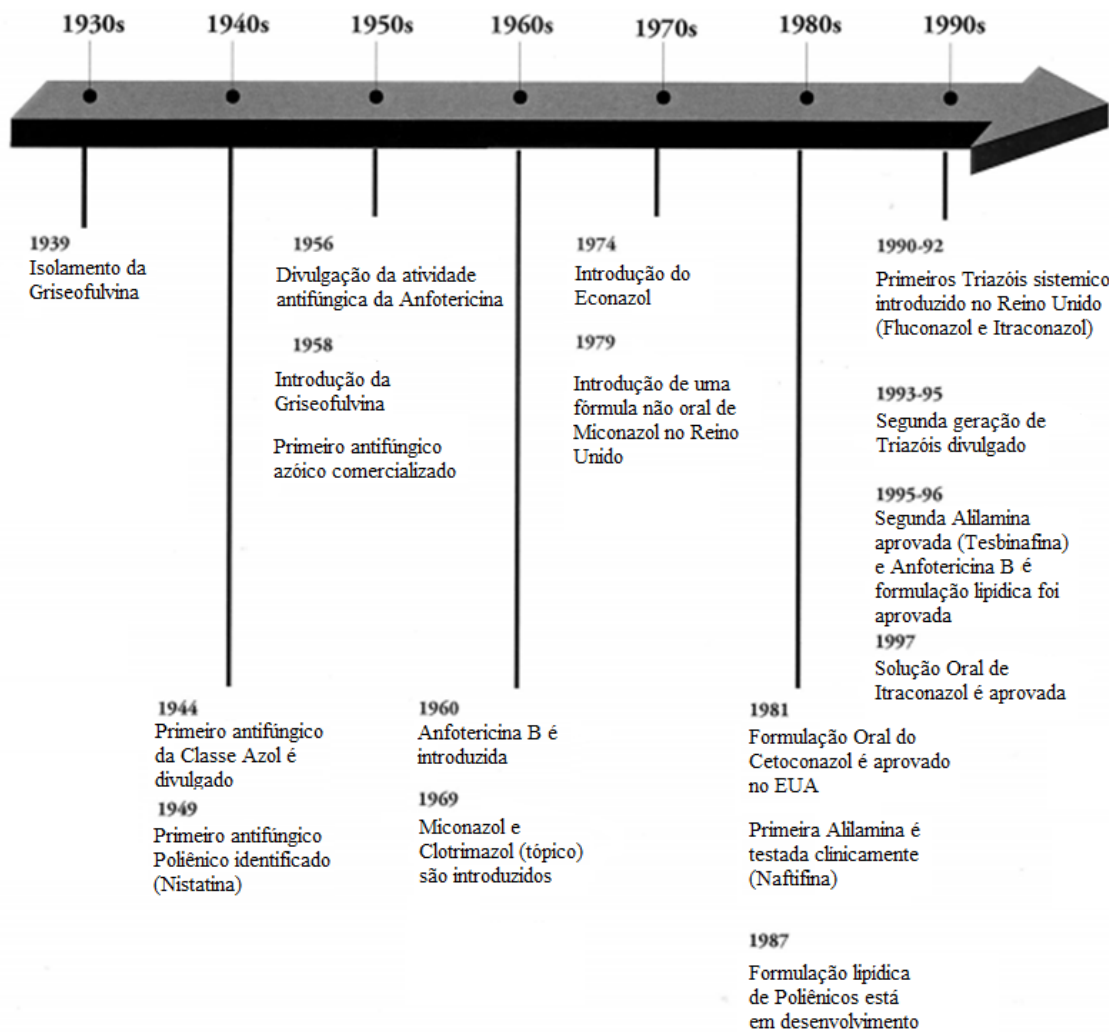 1930s
1940s
1950s
1960s
1970s
1980s
1990s
1939
Isolamento da
Griseofulvina
1944
Primeiro antifúngico
da Classe Azol é
divulgado
1949
Primeiro antifúngico
Poliênico identificado
(Nistatina)
1956
Divulgação da atividade
antifúngica da Anfotericina
1958
Introdução da
Griseofulvina
Primeiro antifúngico
azóico comercializado
1960
Anfotericina B é
introduzida
1969
Miconazol e
Clotrimazol (tópico)
são introduzidos
1974
Introdução do
Econazol
1979
Introdução de uma
fórmula não oral de
Miconazol no Reino
Unido
1981
Formulação Oral do
Cetoconazol é aprovado
no EUA
Primeira Alilamina é
testada clínicamente
(Naftifina)
1987
Formulação lipídica
de Poliênicos está
em desenvolvimento
1990-92
Primeiros Triazóis sistemico
introduzido no Reino Unido
(Fluconazol e Itraconazol)
1993-95
Segunda geração de
Triazóis divulgado
1995-96
Segunda Alilamina
aprovada (Tesbinafina)
e Anfotericina B é
formulação lipídica foi
aprovada
1997
Solução Oral de
Itraconazol é aprovada